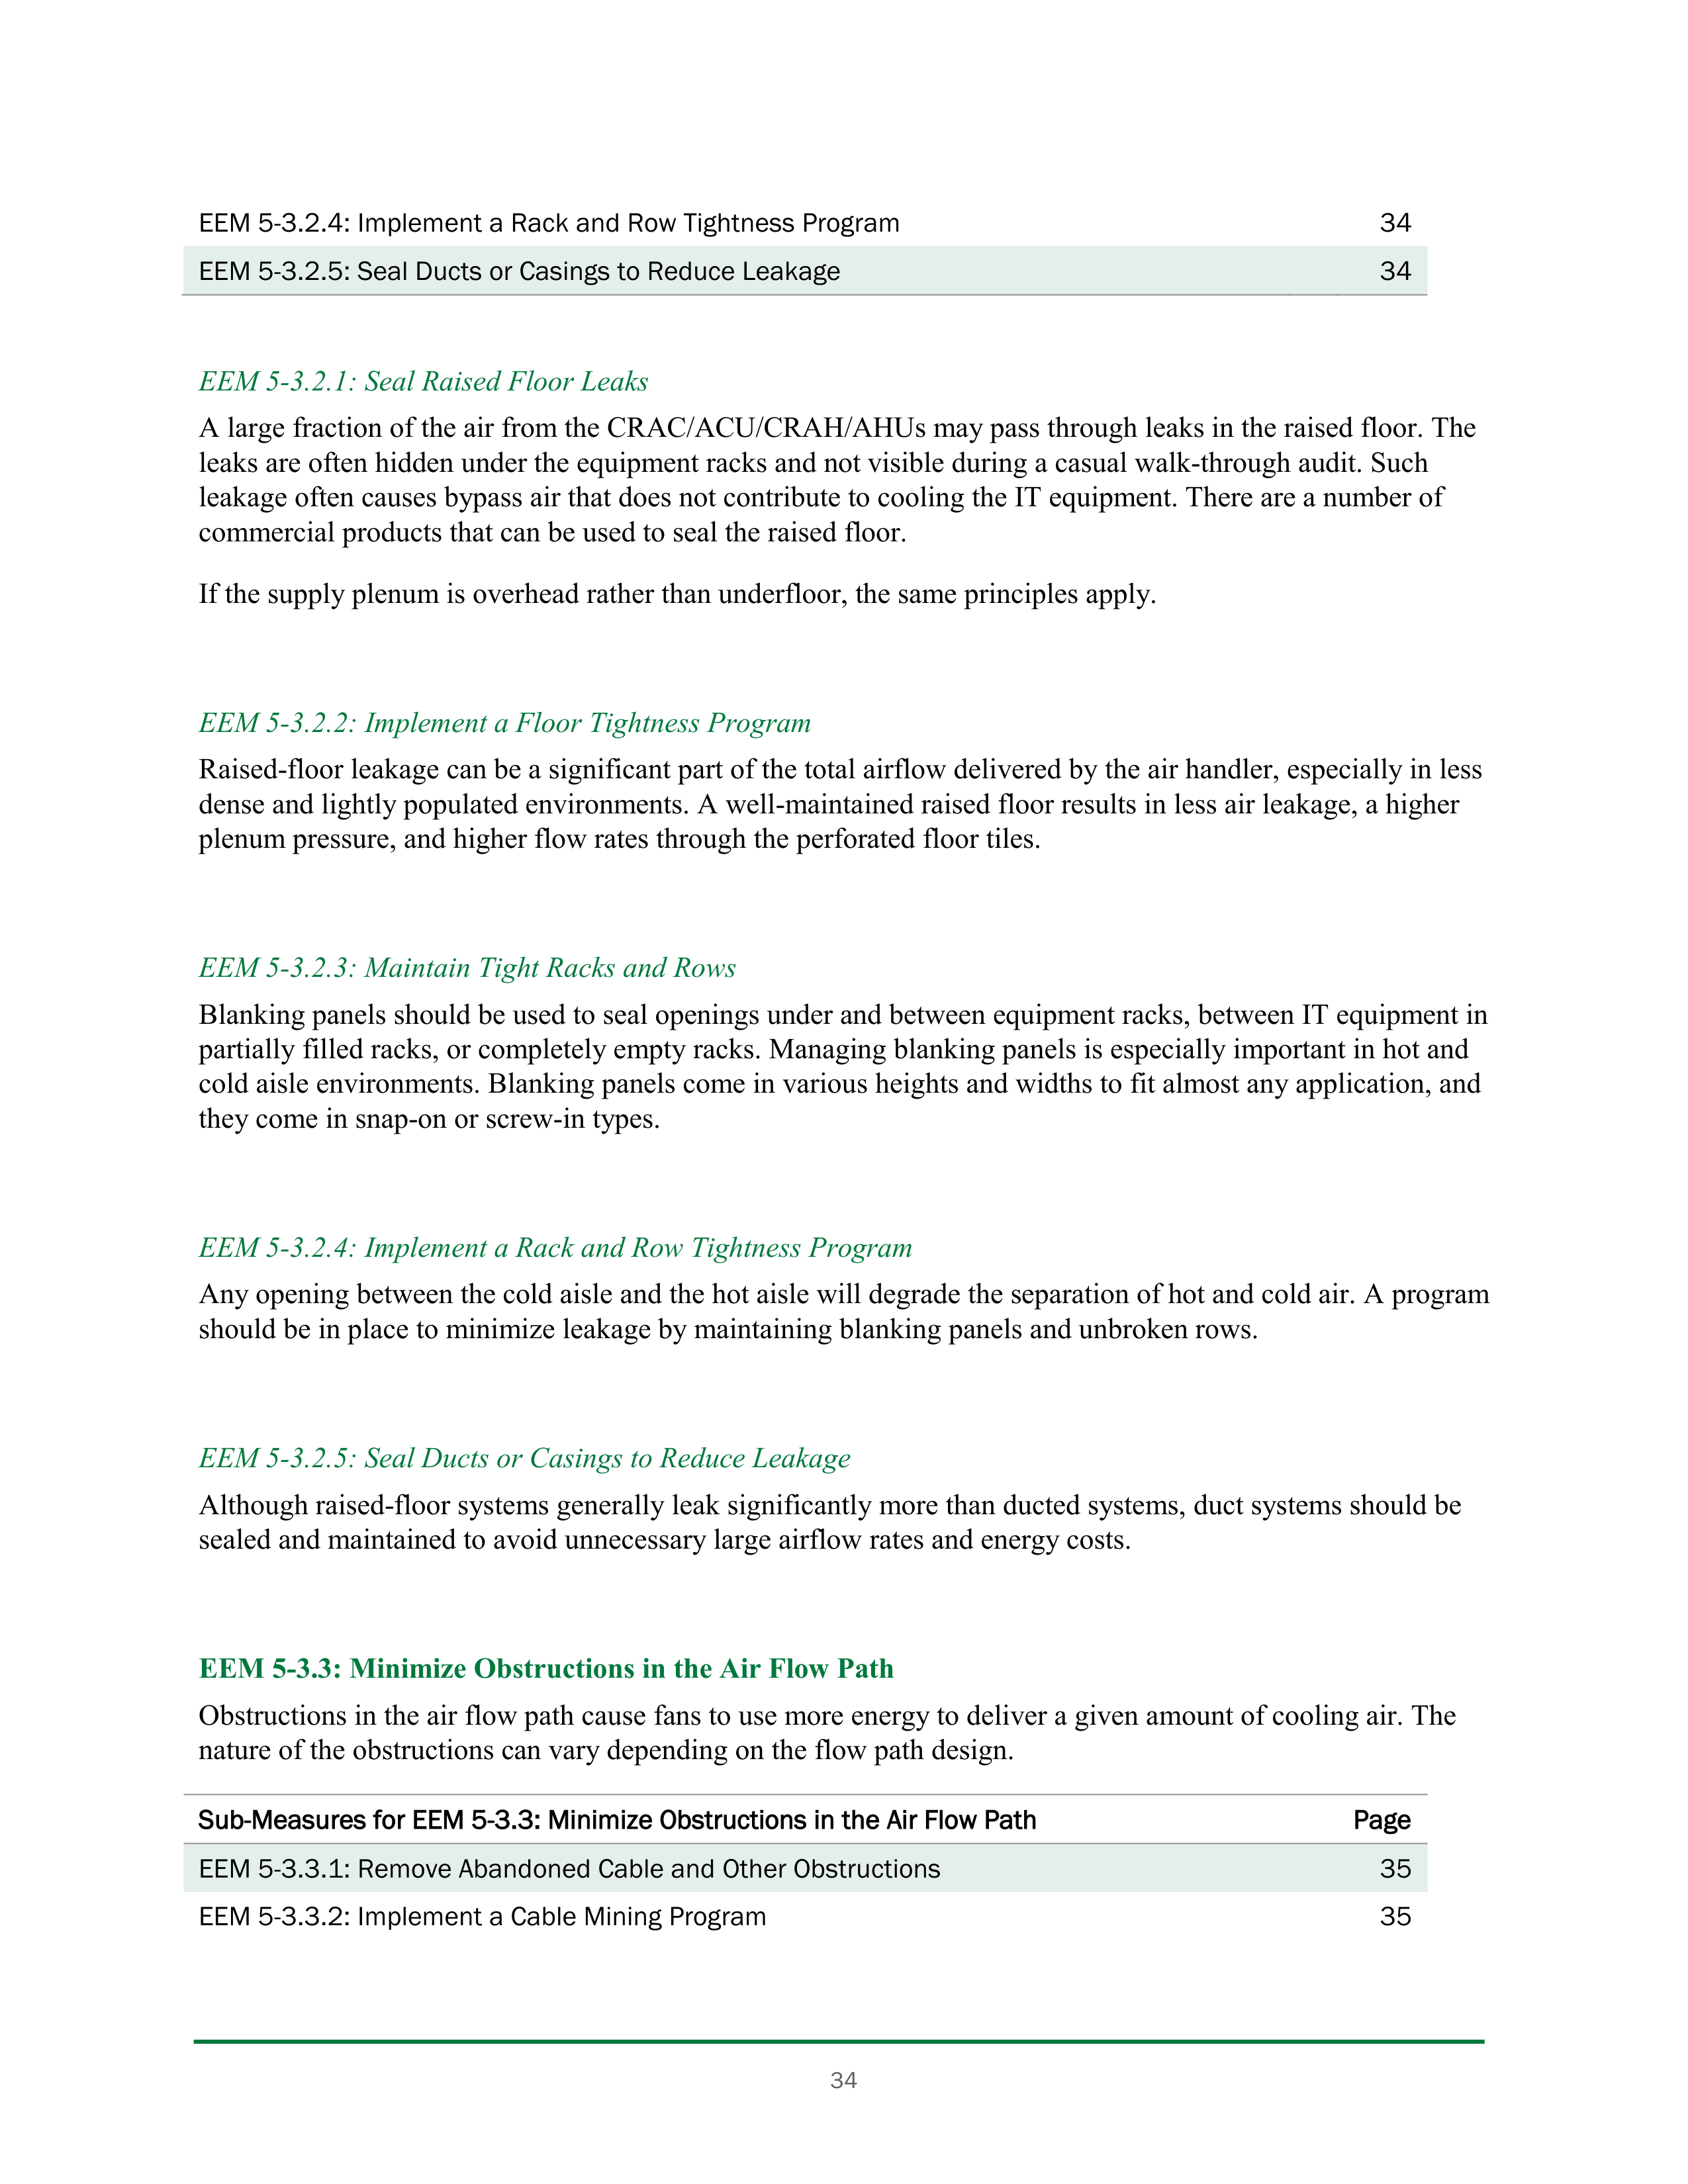 EEM 5-3.2.4: Implement a Rack and Row Tightness Program 34
EEM 5-3.2.5: Seal Ducts or Casings to Reduce Leakage 34
EEM 5-3.2.1: Seal Raised Floor Leaks
A large fraction of the air from the CRAC/ACU/CRAH/AHUs may pass through leaks in the raised floor. The
leaks are often hidden under the equipment racks and not visible during a casual walk-through audit. Such
leakage often causes bypass air that does not contribute to cooling the IT equipment. There are a number of
commercial products that can be used to seal the raised floor.
If the supply plenum is overhead rather than underfloor, the same principles apply.
EEM 5-3.2.2: Implement a Floor Tightness Program
Raised-floor leakage can be a significant part of the total airflow delivered by the air handler, especially in less
dense and lightly populated environments. A well-maintained raised floor results in less air leakage, a higher
plenum pressure, and higher flow rates through the perforated floor tiles.
EEM 5-3.2.3: Maintain Tight Racks and Rows
Blanking panels should be used to seal openings under and between equipment racks, between IT equipment in
partially filled racks, or completely empty racks. Managing blanking panels is especially important in hot and
cold aisle environments. Blanking panels come in various heights and widths to fit almost any application, and
they come in snap-on or screw-in types.
EEM 5-3.2.4: Implement a Rack and Row Tightness Program
Any opening between the cold aisle and the hot aisle will degrade the separation of hot and cold air. A program
should be in place to minimize leakage by maintaining blanking panels and unbroken rows.
EEM 5-3.2.5: Seal Ducts or Casings to Reduce Leakage
Although raised-floor systems generally leak significantly more than ducted systems, duct systems should be
sealed and maintained to avoid unnecessary large airflow rates and energy costs.
EEM 5-3.3: Minimize Obstructions in the Air Flow Path
Obstructions in the air flow path cause fans to use more energy to deliver a given amount of cooling air. The
nature of the obstructions can vary depending on the flow path design.
Sub-Measures for EEM 5-3.3: Minimize Obstructions in the Air Flow Path Page
EEM 5-3.3.1: Remove Abandoned Cable and Other Obstructions 35
EEM 5-3.3.2: Implement a Cable Mining Program 35
34